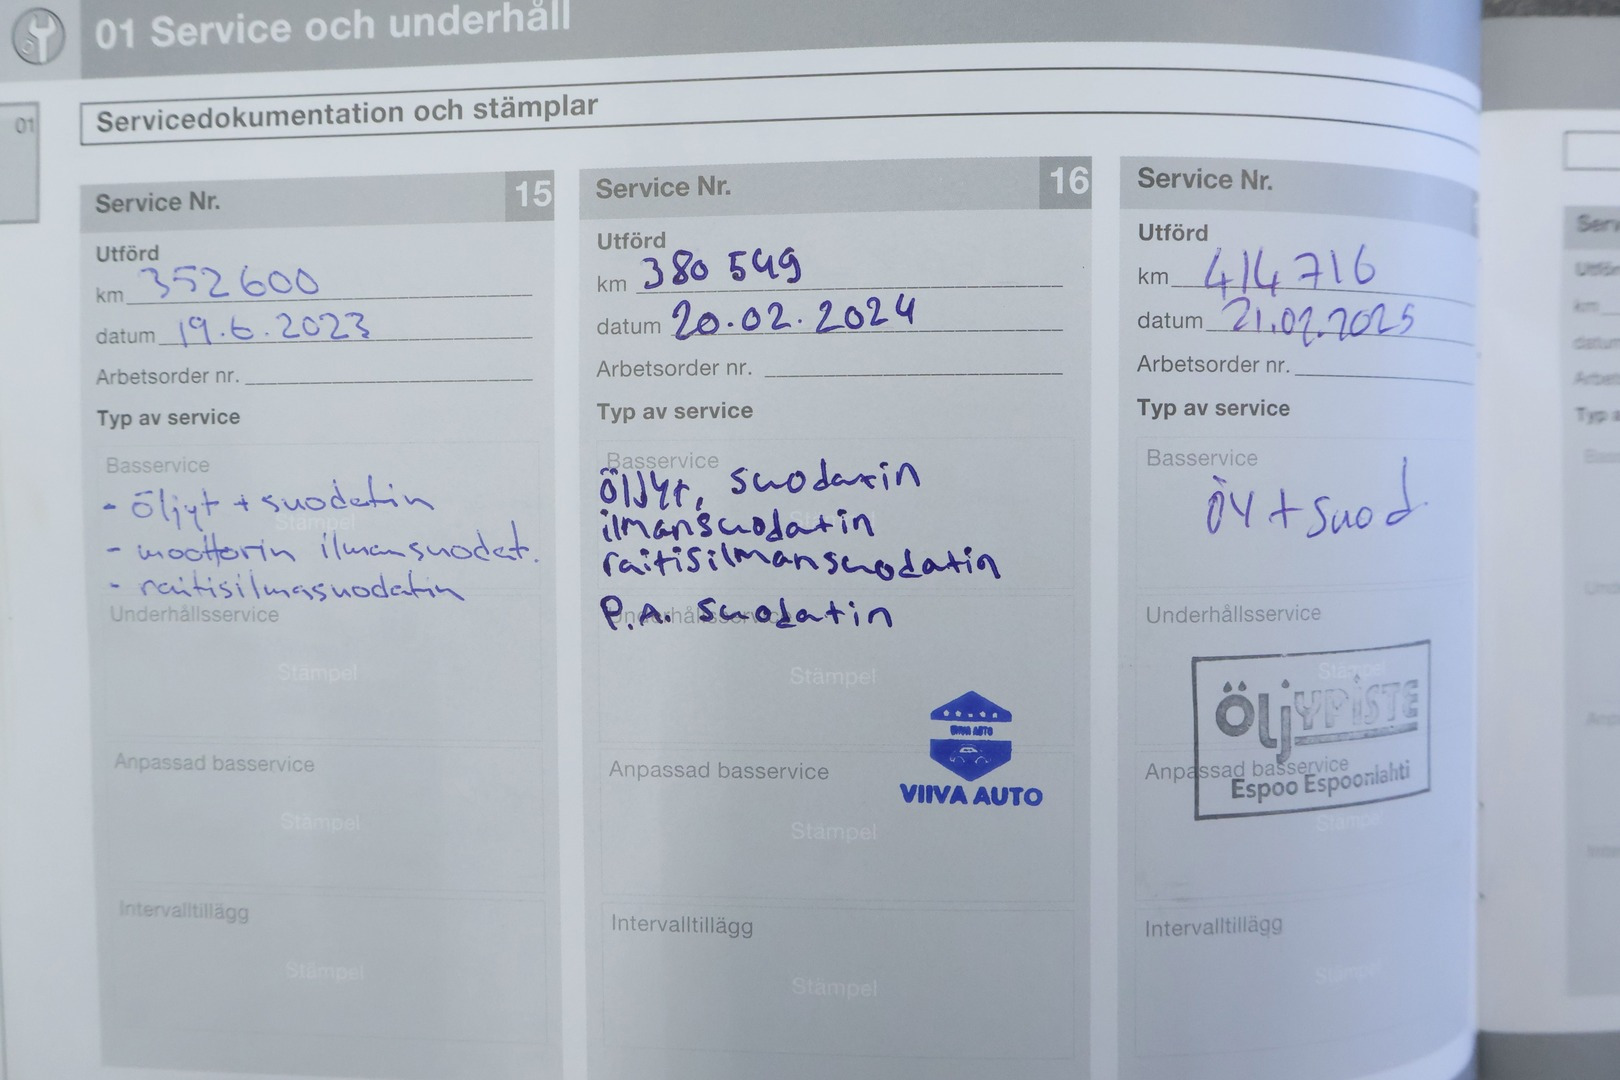 01 Service och underhåll
01
Servicedokumentation och stämplar
Service Nr. 15
Utförd
km 352600
datum 19.6.2023
Arbetsorder nr.
Typ av service
Basservice
- öljyt + suodatin
Stämpel
- moottorin ilmansuodat.
- raitisilmasuodatin
Underhållsservice
Stämpel
Anpassad basservice
Stämpel
Intervalltillägg
Stämpel
Service Nr. 16
Utförd
km 380 549
datum 20.02.2024
Arbetsorder nr.
Typ av service
Basservice
öljyt, suodatin
ilmansuodatin
raitisilmansuodatin
P.A. suodatin
Underhållsservice
Stämpel
VIIVA AUTO
VIIVA AUTO
Anpassad basservice
Stämpel
Intervalltillägg
Stämpel
Service Nr.
Utförd
km 414716
datum 21.02.2025
Arbetsorder nr.
Typ av service
Basservice
ÖY + suod
Underhållsservice
Stämpel
ÖljYPISTE
Anpassad basservice
Espoo Espoonlahti
Stämpel
Intervalltillägg
Stämpel